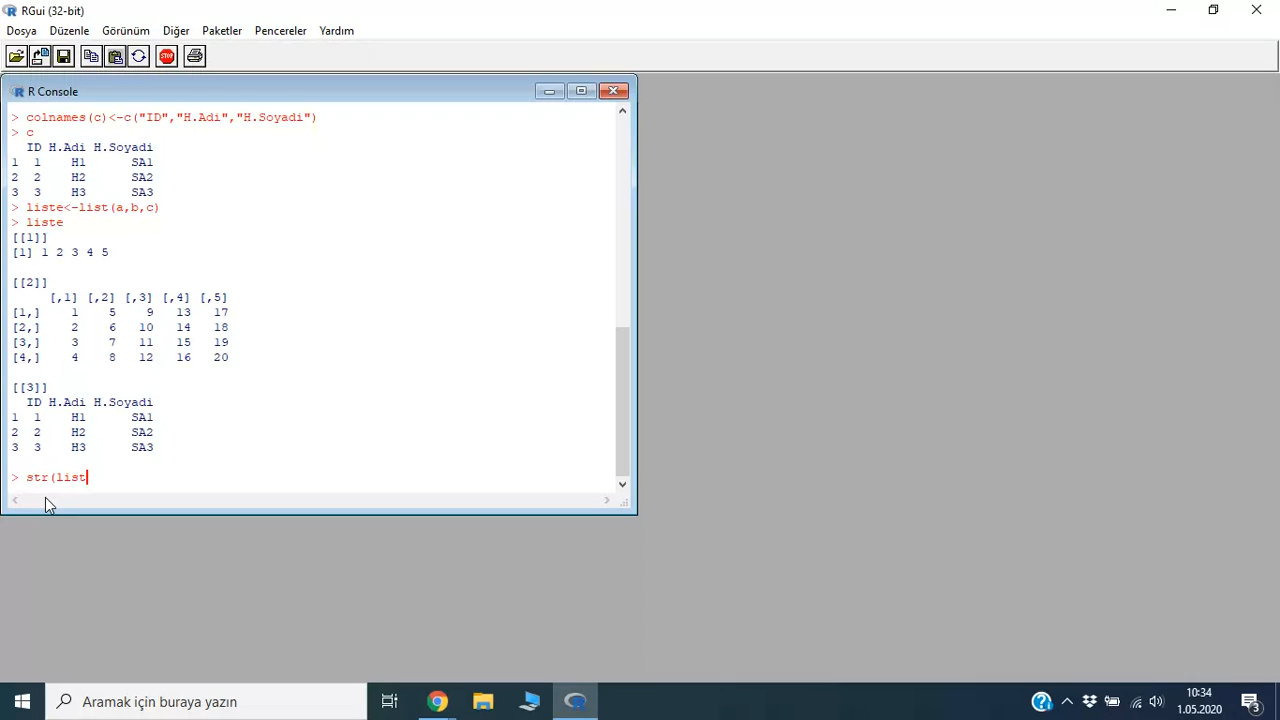 RGui (32-bit)
Dosya Düzenle Görünüm Diğer Paketler Pencereler Yardım
STOP
R Console
> colnames(c)<-c("ID","H.Adi","H.Soyadi")
> c
  ID H.Adi H.Soyadi
1  1    H1      SA1
2  2    H2      SA2
3  3    H3      SA3
> liste<-list(a,b,c)
> liste
[[1]]
[1] 1 2 3 4 5
[[2]]
     [,1] [,2] [,3] [,4] [,5]
[1,]    1    5    9   13   17
[2,]    2    6   10   14   18
[3,]    3    7   11   15   19
[4,]    4    8   12   16   20
[[3]]
  ID H.Adi H.Soyadi
1  1    H1      SA1
2  2    H2      SA2
3  3    H3      SA3
> str(list
Aramak için buraya yazın
10:34
1.05.2020
3